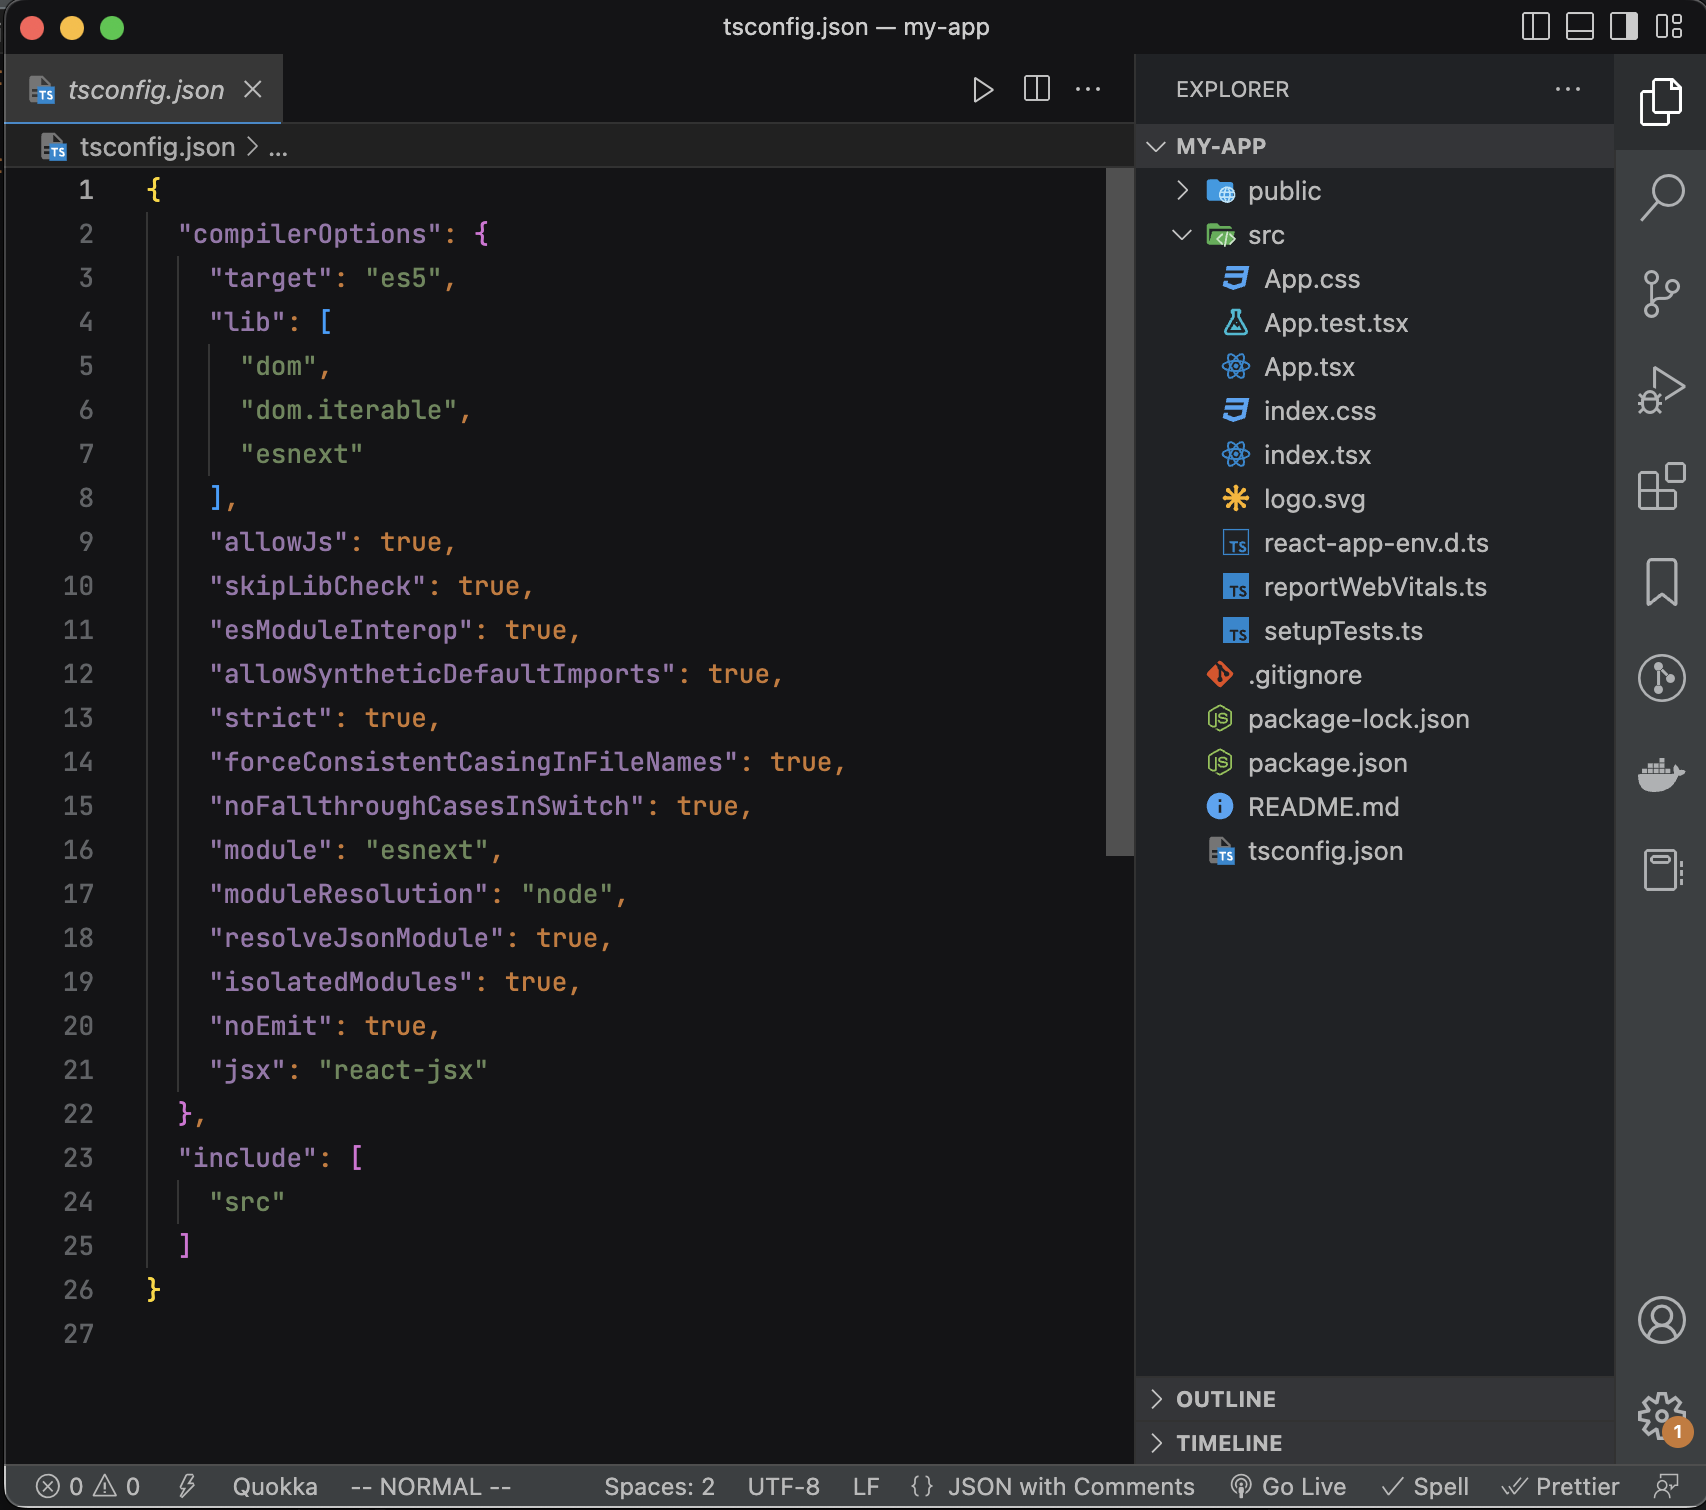 tsconfig.json — my-app
tsconfig.json
tsconfig.json > ...
1 {
2 "compilerOptions": {
3 "target": "es5",
4 "lib": [
5 "dom",
6 "dom.iterable",
7 "esnext"
8 ],
9 "allowJs": true,
10 "skipLibCheck": true,
11 "esModuleInterop": true,
12 "allowSyntheticDefaultImports": true,
13 "strict": true,
14 "forceConsistentCasingInFileNames": true,
15 "noFallthroughCasesInSwitch": true,
16 "module": "esnext",
17 "moduleResolution": "node",
18 "resolveJsonModule": true,
19 "isolatedModules": true,
20 "noEmit": true,
21 "jsx": "react-jsx"
22 },
23 "include": [
24 "src"
25 ]
26 }
27
EXPLORER
MY-APP
public
src
App.css
App.test.tsx
App.tsx
index.css
index.tsx
logo.svg
react-app-env.d.ts
reportWebVitals.ts
setupTests.ts
.gitignore
package-lock.json
package.json
README.md
tsconfig.json
OUTLINE
TIMELINE
1
0 0 Quokka -- NORMAL -- Spaces: 2 UTF-8 LF {} JSON with Comments Go Live Spell Prettier